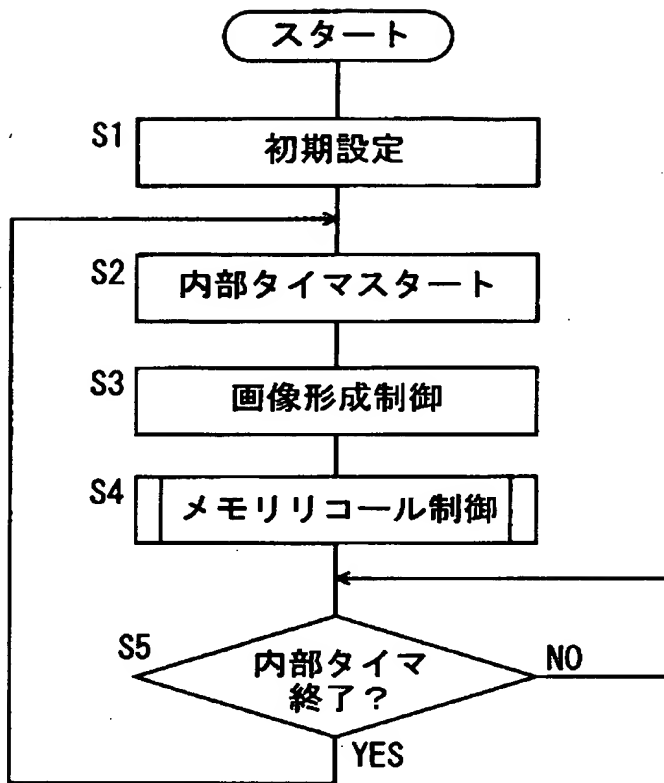 スタート
S1
初期設定
S2
内部タイマスタート
S3
画像形成制御
S4
メモリリコール制御
S5
内部タイマ
終了？
NO
YES